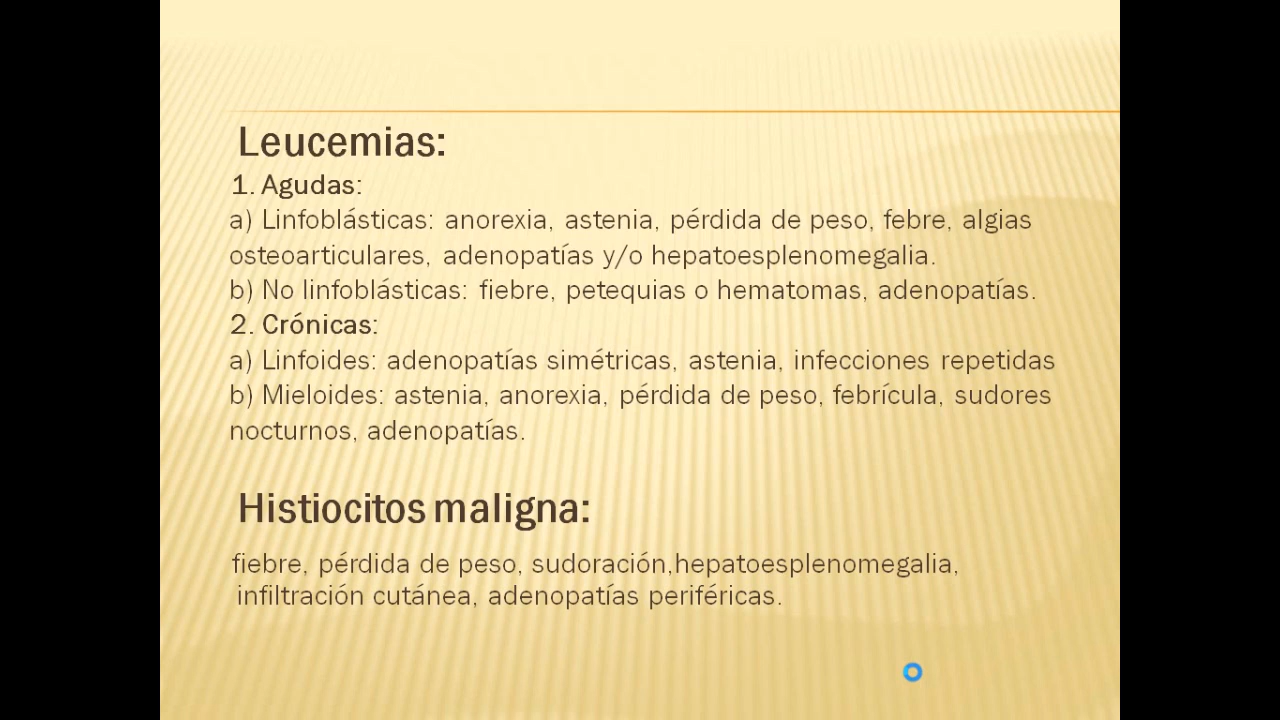 Leucemias:
1. Agudas:
a) Linfoblásticas: anorexia, astenia, pérdida de peso, febre, algias
osteoarticulares, adenopatías y/o hepatoesplenomegalia.
b) No linfoblásticas: fiebre, petequias o hematomas, adenopatías.
2. Crónicas:
a) Linfoides: adenopatías simétricas, astenia, infecciones repetidas
b) Mieloides: astenia, anorexia, pérdida de peso, febrícula, sudores
nocturnos, adenopatías.
Histiocitos maligna:
fiebre, pérdida de peso, sudoración,hepatoesplenomegalia,
infiltración cutánea, adenopatías periféricas.